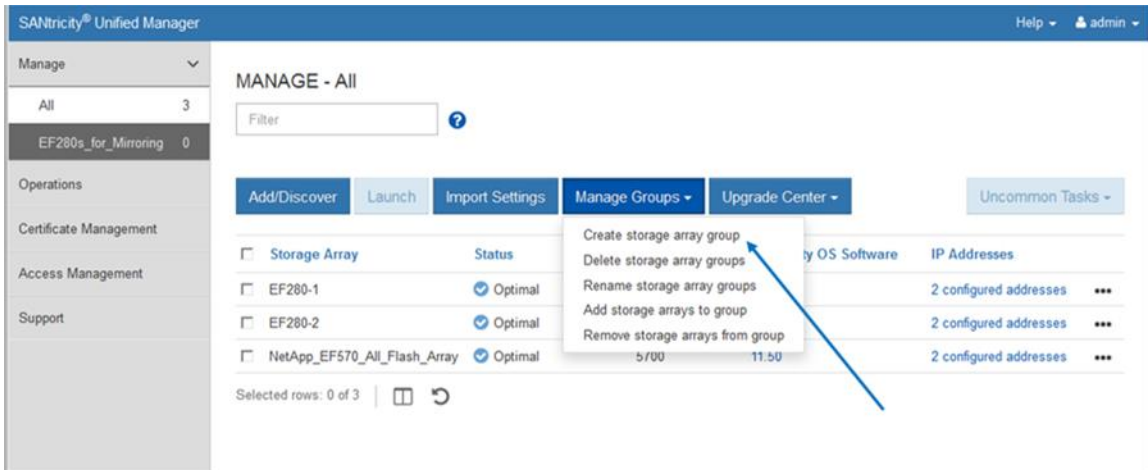 SANtricity® Unified Manager
Help
admin
Manage
All 3
EF280s_for_Mirroring 0
Operations
Certificate Management
Access Management
Support
MANAGE - All
Filter
?
Add/Discover
Launch
Import Settings
Manage Groups
Upgrade Center
Uncommon Tasks
Create storage array group
Delete storage array groups
Rename storage array groups
Add storage arrays to group
Remove storage arrays from group
Storage Array Status ty OS Software IP Addresses
EF280-1 Optimal 2 configured addresses •••
EF280-2 Optimal 2 configured addresses •••
NetApp_EF570_All_Flash_Array Optimal 5700 11.50 2 configured addresses •••
Selected rows: 0 of 3